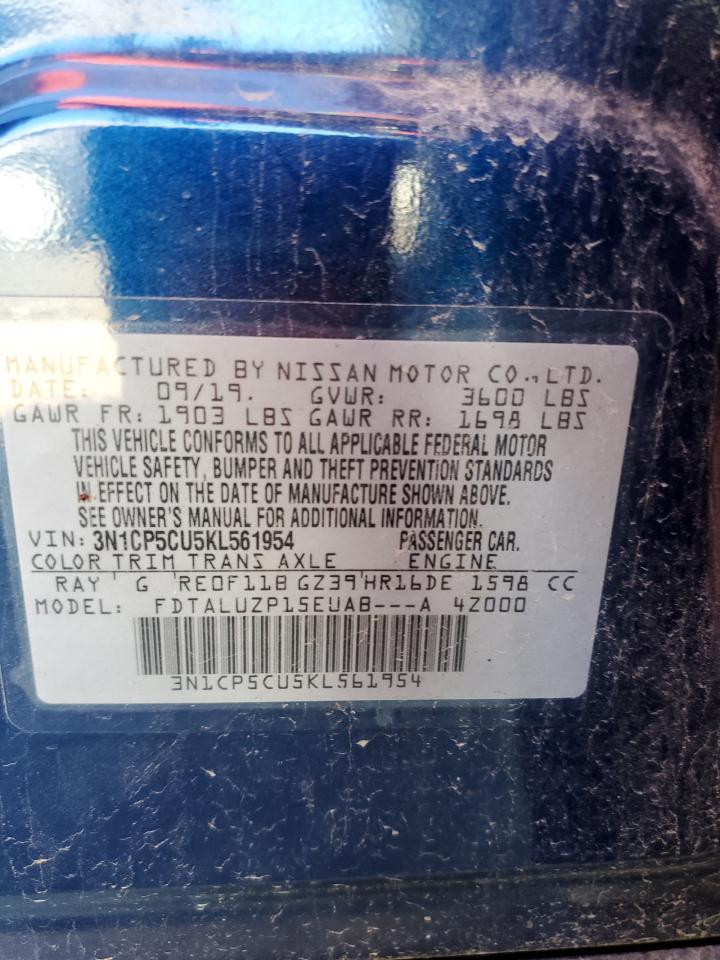 MANUFACTURED BY NISSAN MOTOR CO., LTD.
DATE: 09/19. GVWR: 3600 LBS
GAWR FR: 1903 LBS GAWR RR: 1698 LBS
THIS VEHICLE CONFORMS TO ALL APPLICABLE FEDERAL MOTOR
VEHICLE SAFETY, BUMPER AND THEFT PREVENTION STANDARDS
IN EFFECT ON THE DATE OF MANUFACTURE SHOWN ABOVE.
SEE OWNER'S MANUAL FOR ADDITIONAL INFORMATION.
VIN: 3N1CP5CU5KL561954 PASSENGER CAR.
COLOR TRIM TRANS AXLE ENGINE
RAY G RE0F11B GZ39 HR16DE 1598 CC
MODEL: FDTALUZP15EUAB---A 4Z000
3N1CP5CU5KL561954